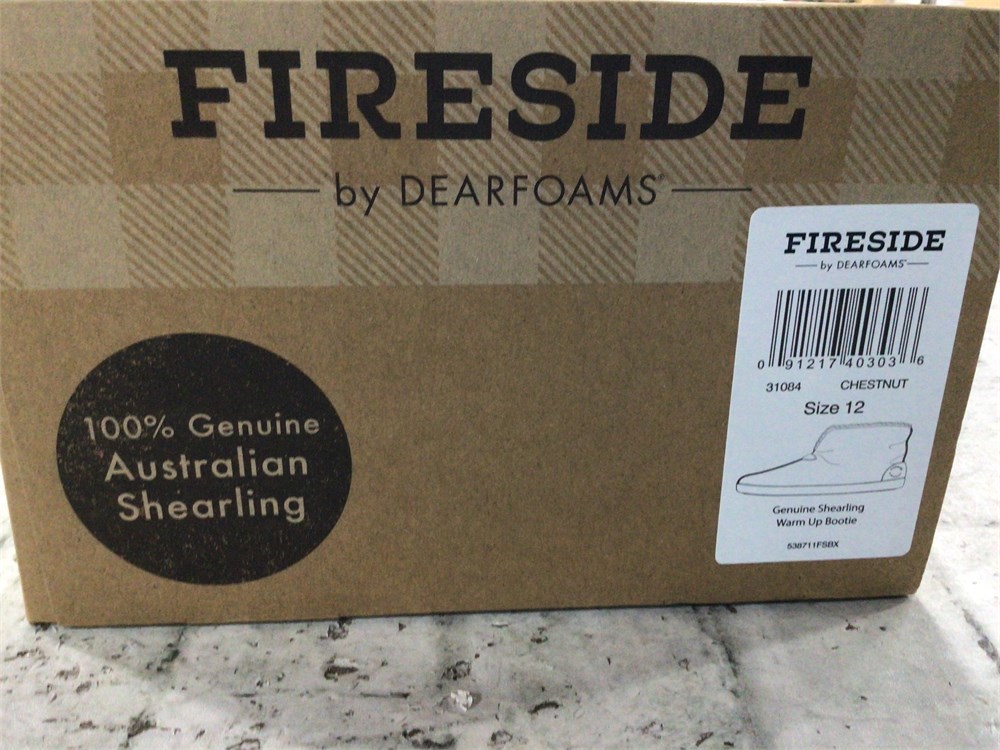 FIRESIDE
by DEARFOAMS
100% Genuine
Australian
Shearling
FIRESIDE
by DEARFOAMS
0 91217 40303 6
31084 CHESTNUT
Size 12
Genuine Shearling
Warm Up Bootie
538711FSBX